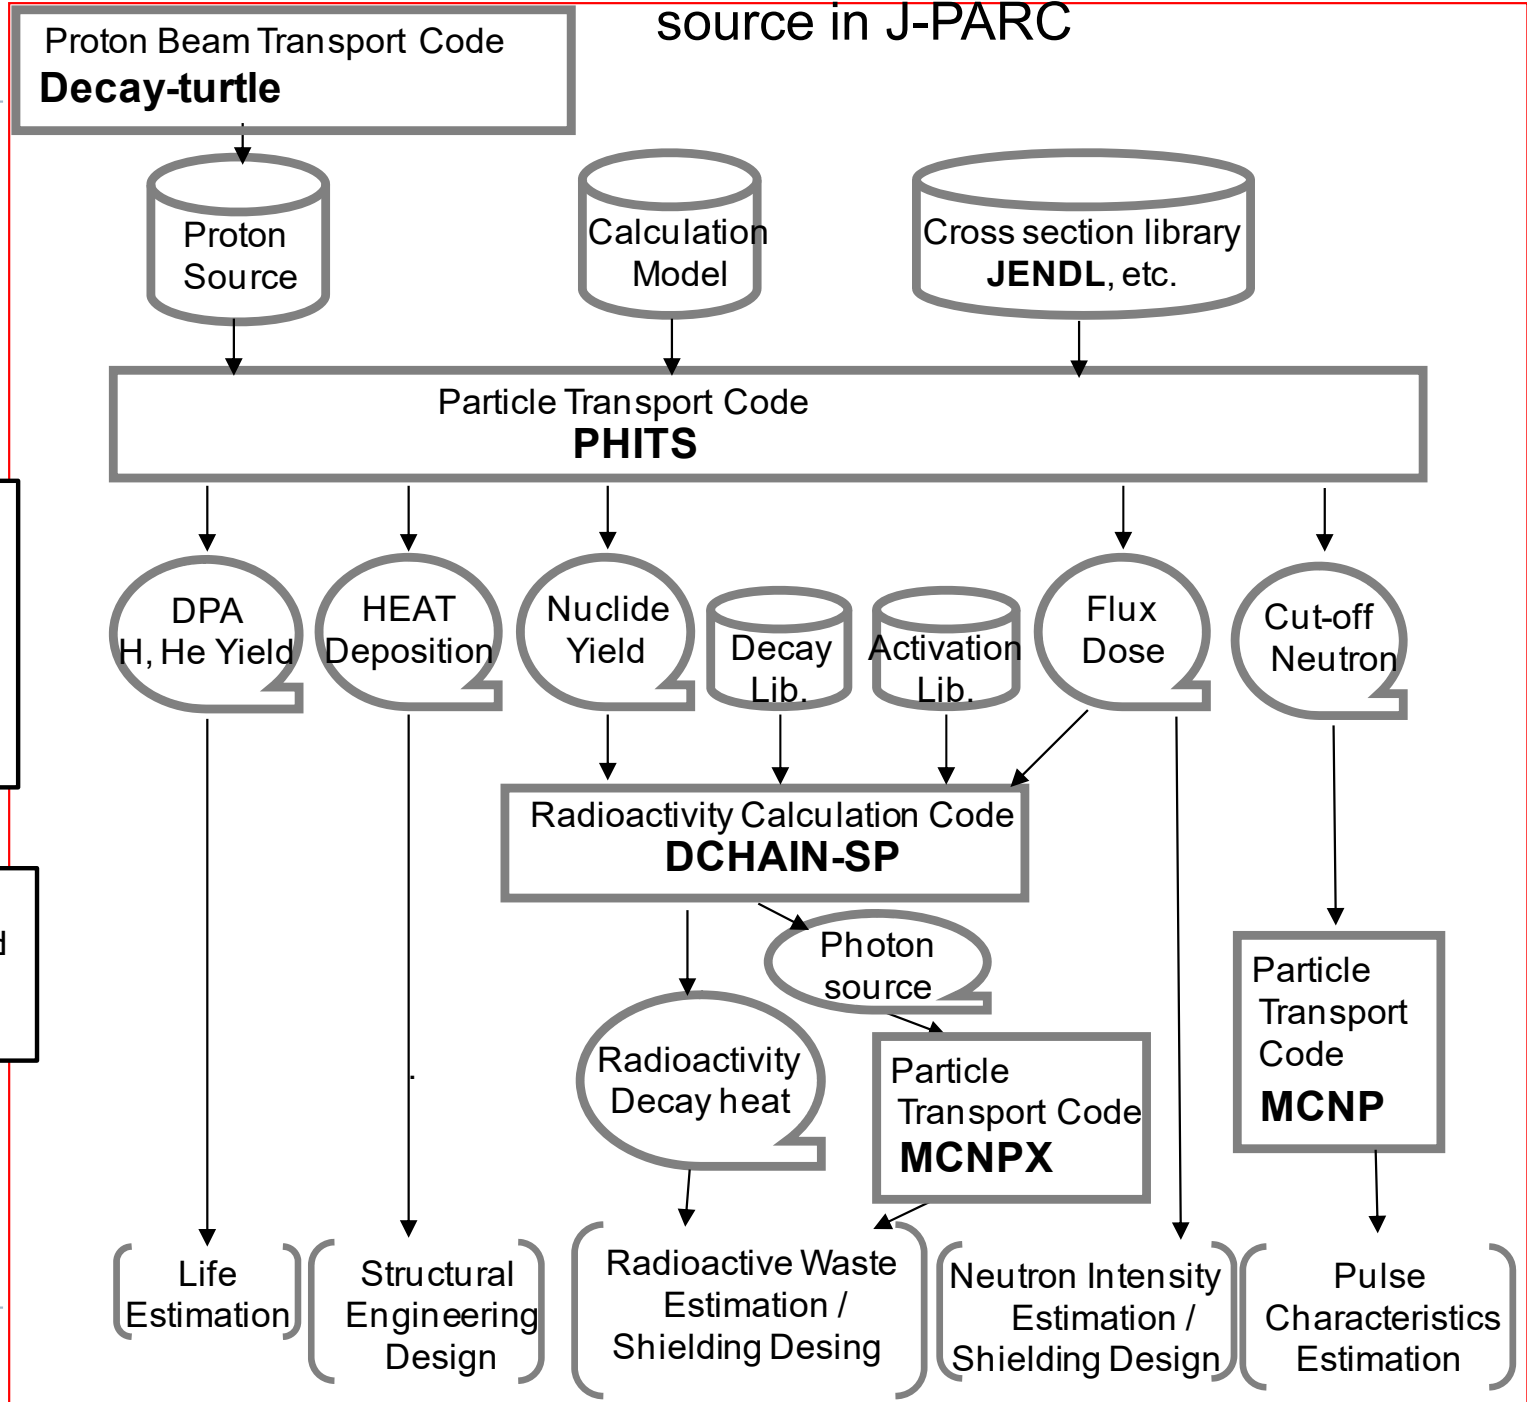 source in J-PARC
Proton Beam Transport Code
Decay-turtle
Proton
Source
Calculation
Model
Cross section library
JENDL, etc.
Particle Transport Code
PHITS
DPA
H, He Yield
HEAT
Deposition
Nuclide
Yield
Decay
Lib.
Activation
Lib.
Flux
Dose
Cut-off
Neutron
Radioactivity Calculation Code
DCHAIN-SP
Photon
source
Radioactivity
Decay heat
Particle
Transport Code
MCNPX
Particle
Transport
Code
MCNP
Life
Estimation
Structural
Engineering
Design
Radioactive Waste
Estimation /
Shielding Desing
Neutron Intensity
Estimation /
Shielding Design
Pulse
Characteristics
Estimation